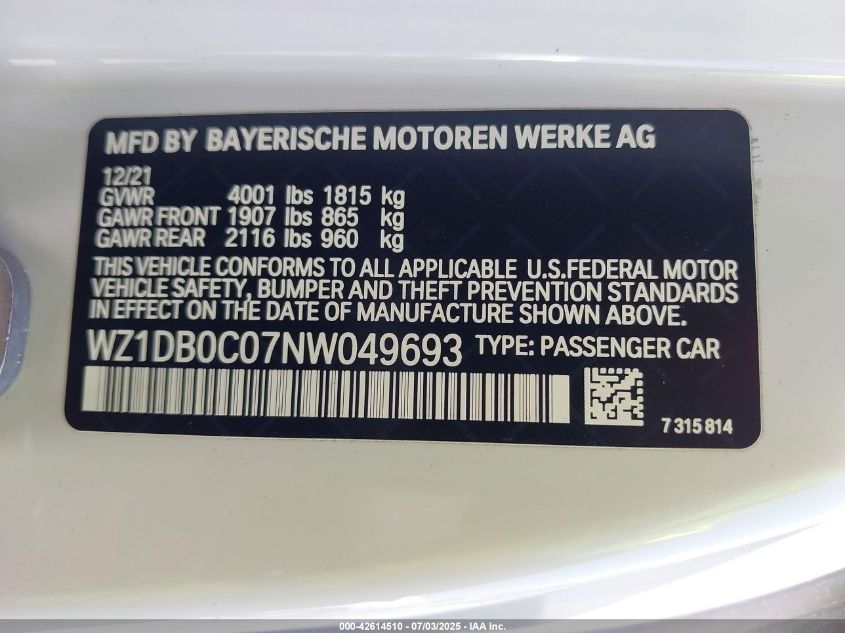 MFD BY BAYERISCHE MOTOREN WERKE AG
12/21
GVWR 4001 lbs 1815 kg
GAWR FRONT 1907 lbs 865 kg
GAWR REAR 2116 lbs 960 kg
THIS VEHICLE CONFORMS TO ALL APPLICABLE U.S.FEDERAL MOTOR
VEHICLE SAFETY, BUMPER AND THEFT PREVENTION STANDARDS
IN EFFECT ON THE DATE OF MANUFACTURE SHOWN ABOVE.
WZ1DB0C07NW049693 TYPE: PASSENGER CAR
7 315 814
000-42614510 - 07/03/2025 - IAA Inc.